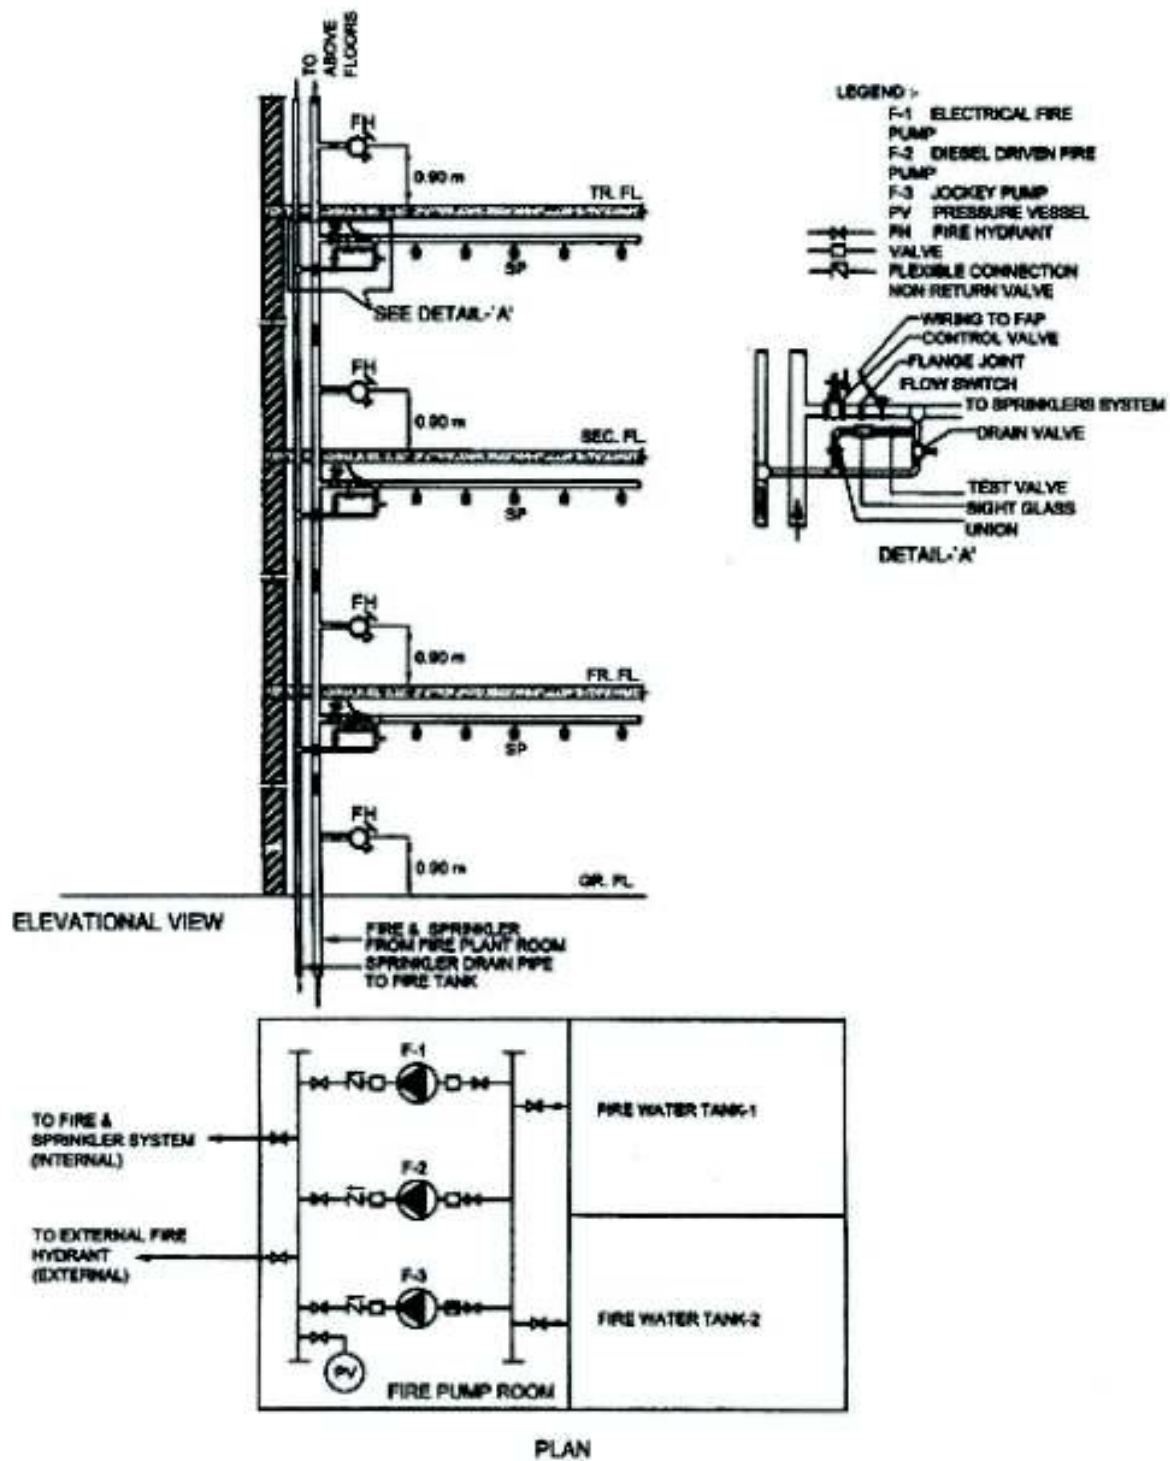 TO
ABOVE
FLOORS
FH
0.90 m
TR. FL.
SP
SEE DETAIL-'A'
FH
0.90 m
SEC. FL.
SP
FH
0.90 m
FR. FL.
SP
FH
0.90 m
GR. FL.
ELEVATIONAL VIEW
FIRE & SPRINKLER
FROM FIRE PLANT ROOM
SPRINKLER DRAIN PIPE
TO FIRE TANK
LEGEND :-
F-1 ELECTRICAL FIRE
PUMP
F-2 DIESEL DRIVEN FIRE
PUMP
F-3 JOCKEY PUMP
PV PRESSURE VESSEL
FH FIRE HYDRANT
VALVE
FLEXIBLE CONNECTION
NON RETURN VALVE
WIRING TO FAP
CONTROL VALVE
FLANGE JOINT
FLOW SWITCH
TO SPRINKLERS SYSTEM
DRAIN VALVE
TEST VALVE
SIGHT GLASS
UNION
DETAIL-'A'
F-1
F-2
F-3
PV
FIRE PUMP ROOM
TO FIRE &
SPRINKLER SYSTEM
(INTERNAL)
TO EXTERNAL FIRE
HYDRANT
(EXTERNAL)
FIRE WATER TANK-1
FIRE WATER TANK-2
PLAN